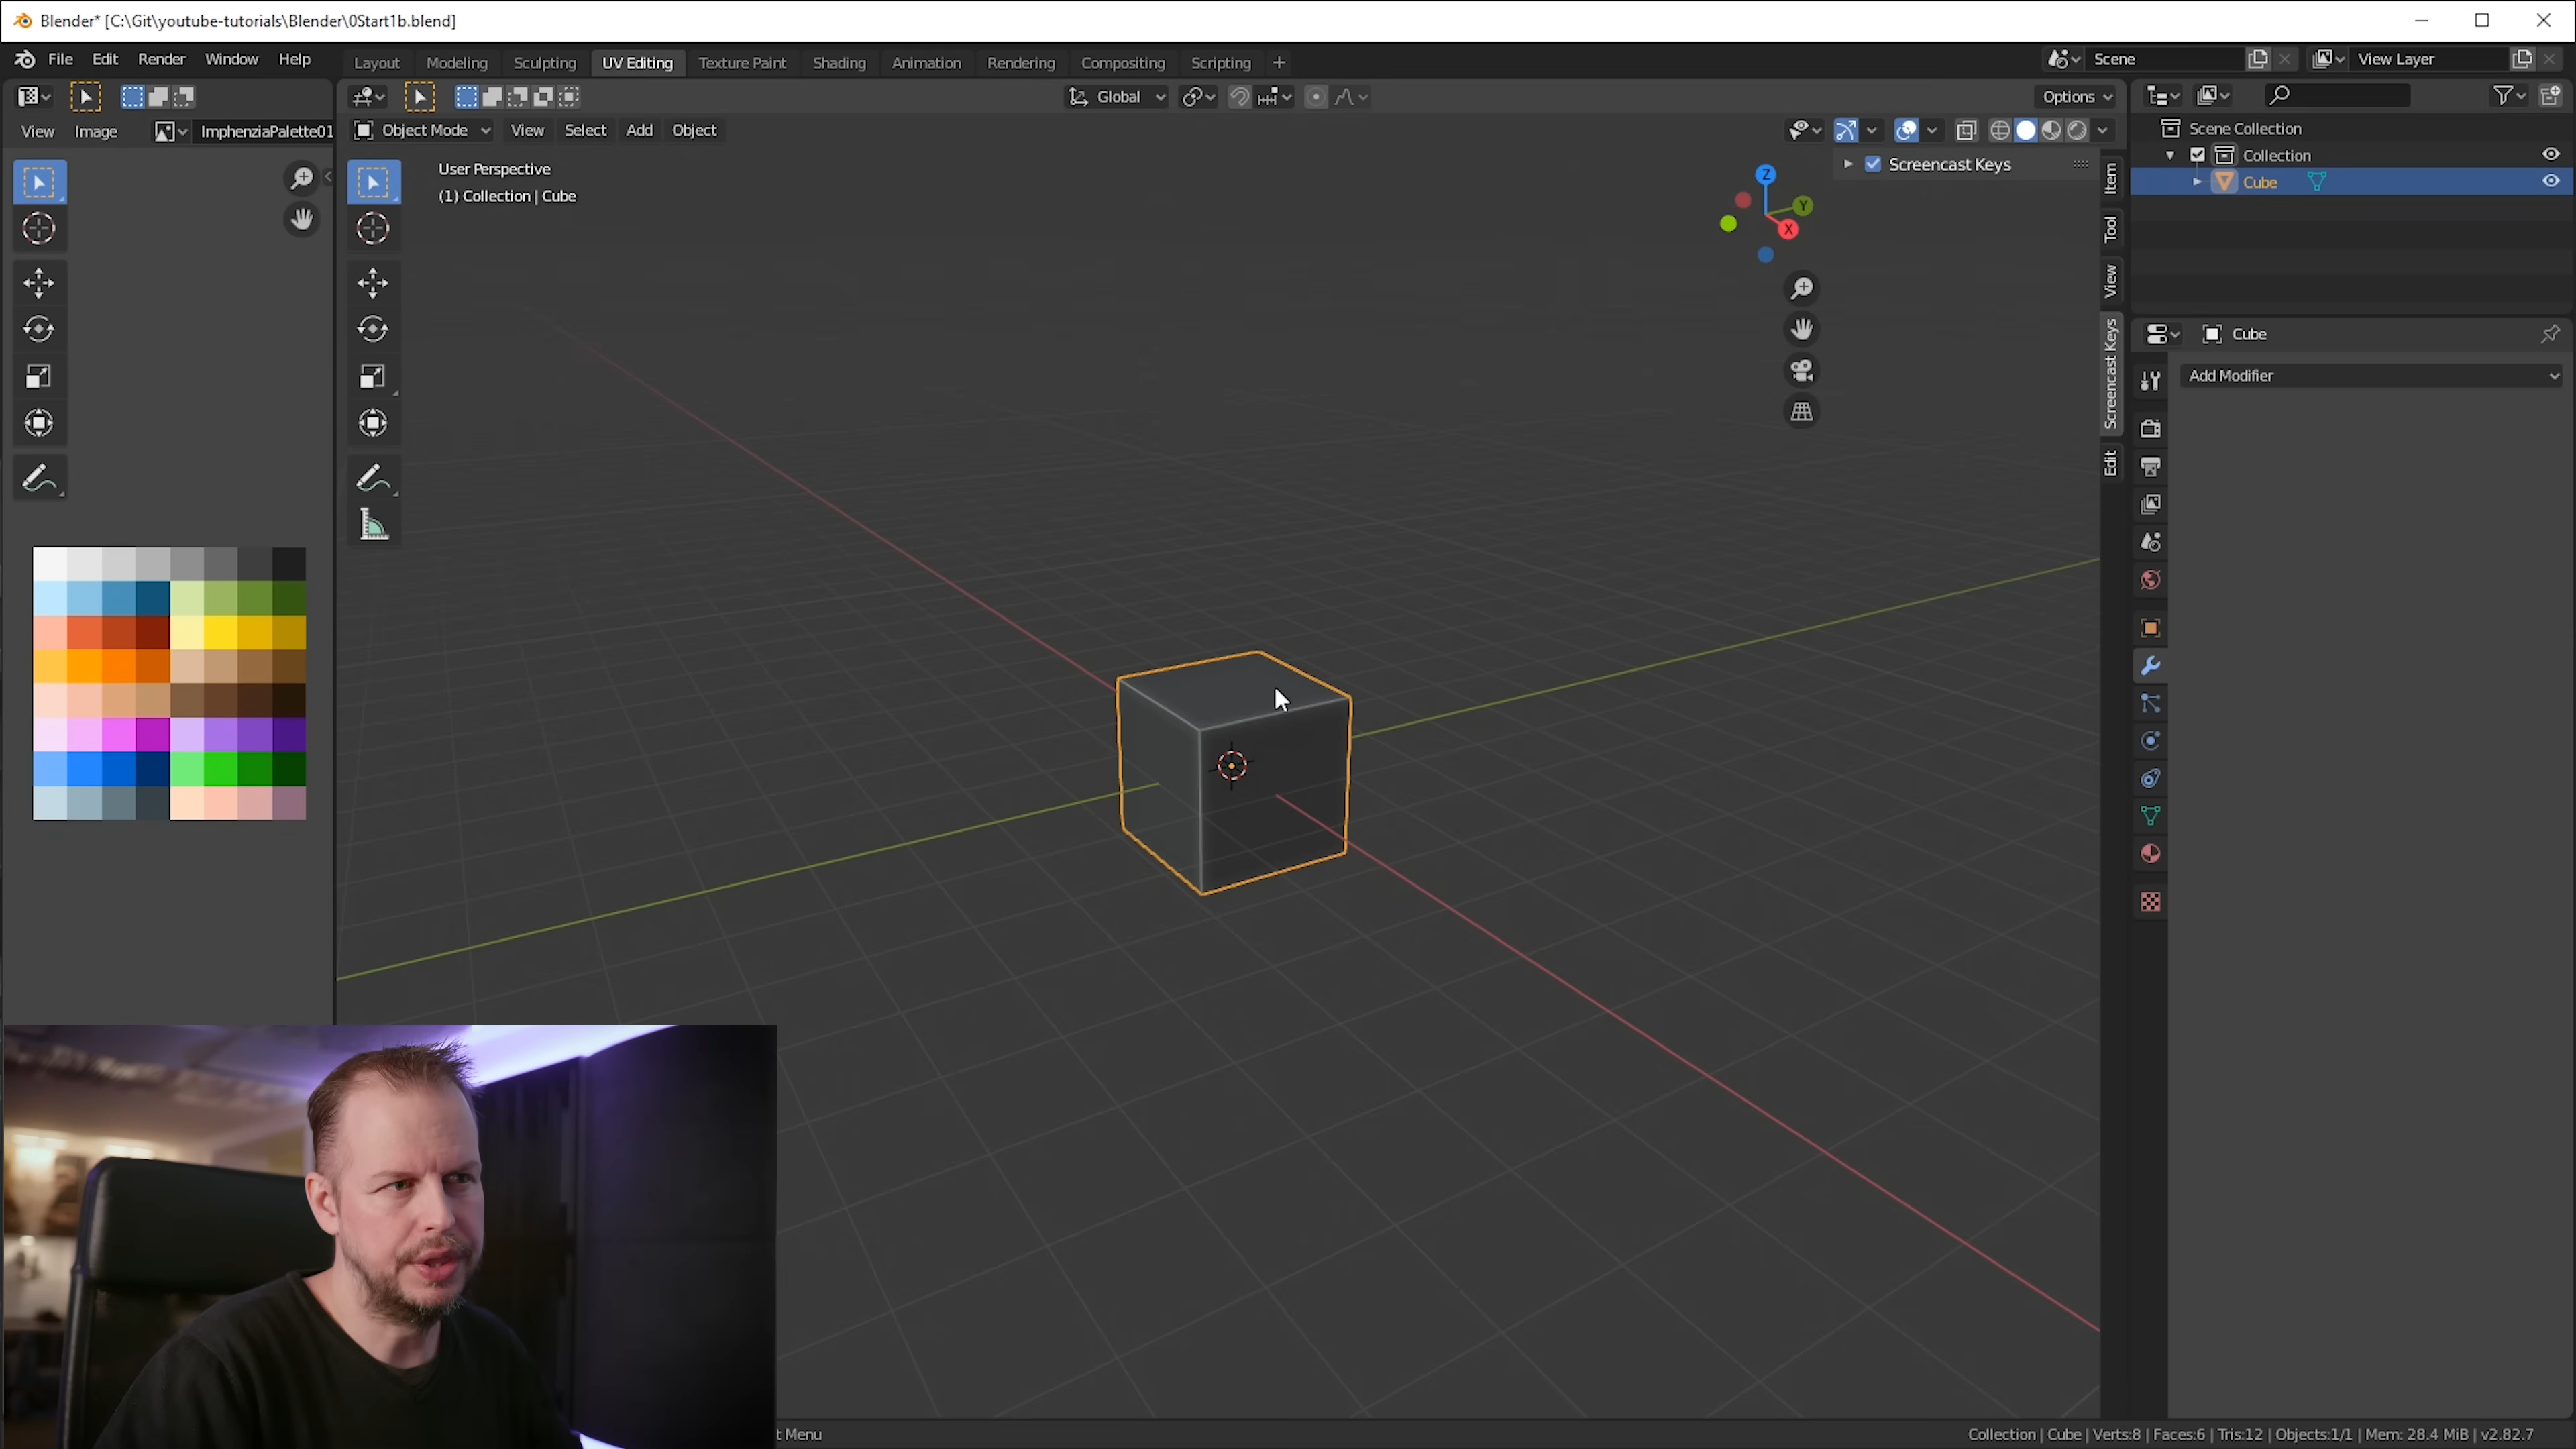 Blender* [C:\Git\youtube-tutorials\Blender\0Start1b.blend]
File Edit Render Window Help
Layout Modeling Sculpting UV Editing Texture Paint Shading Animation Rendering Compositing Scripting +
Scene
View Layer
Global
Options
View Image
ImphenziaPalette01
Object Mode View Select Add Object
User Perspective
(1) Collection | Cube
Z
Y
X
Screencast Keys
Item
Tool
View
Screencast Keys
Edit
Scene Collection
Collection
Cube
Cube
Add Modifier
t Menu
Collection | Cube | Verts:8 | Faces:6 | Tris:12 | Objects:1/1 | Mem: 28.4 MiB | v2.82.7